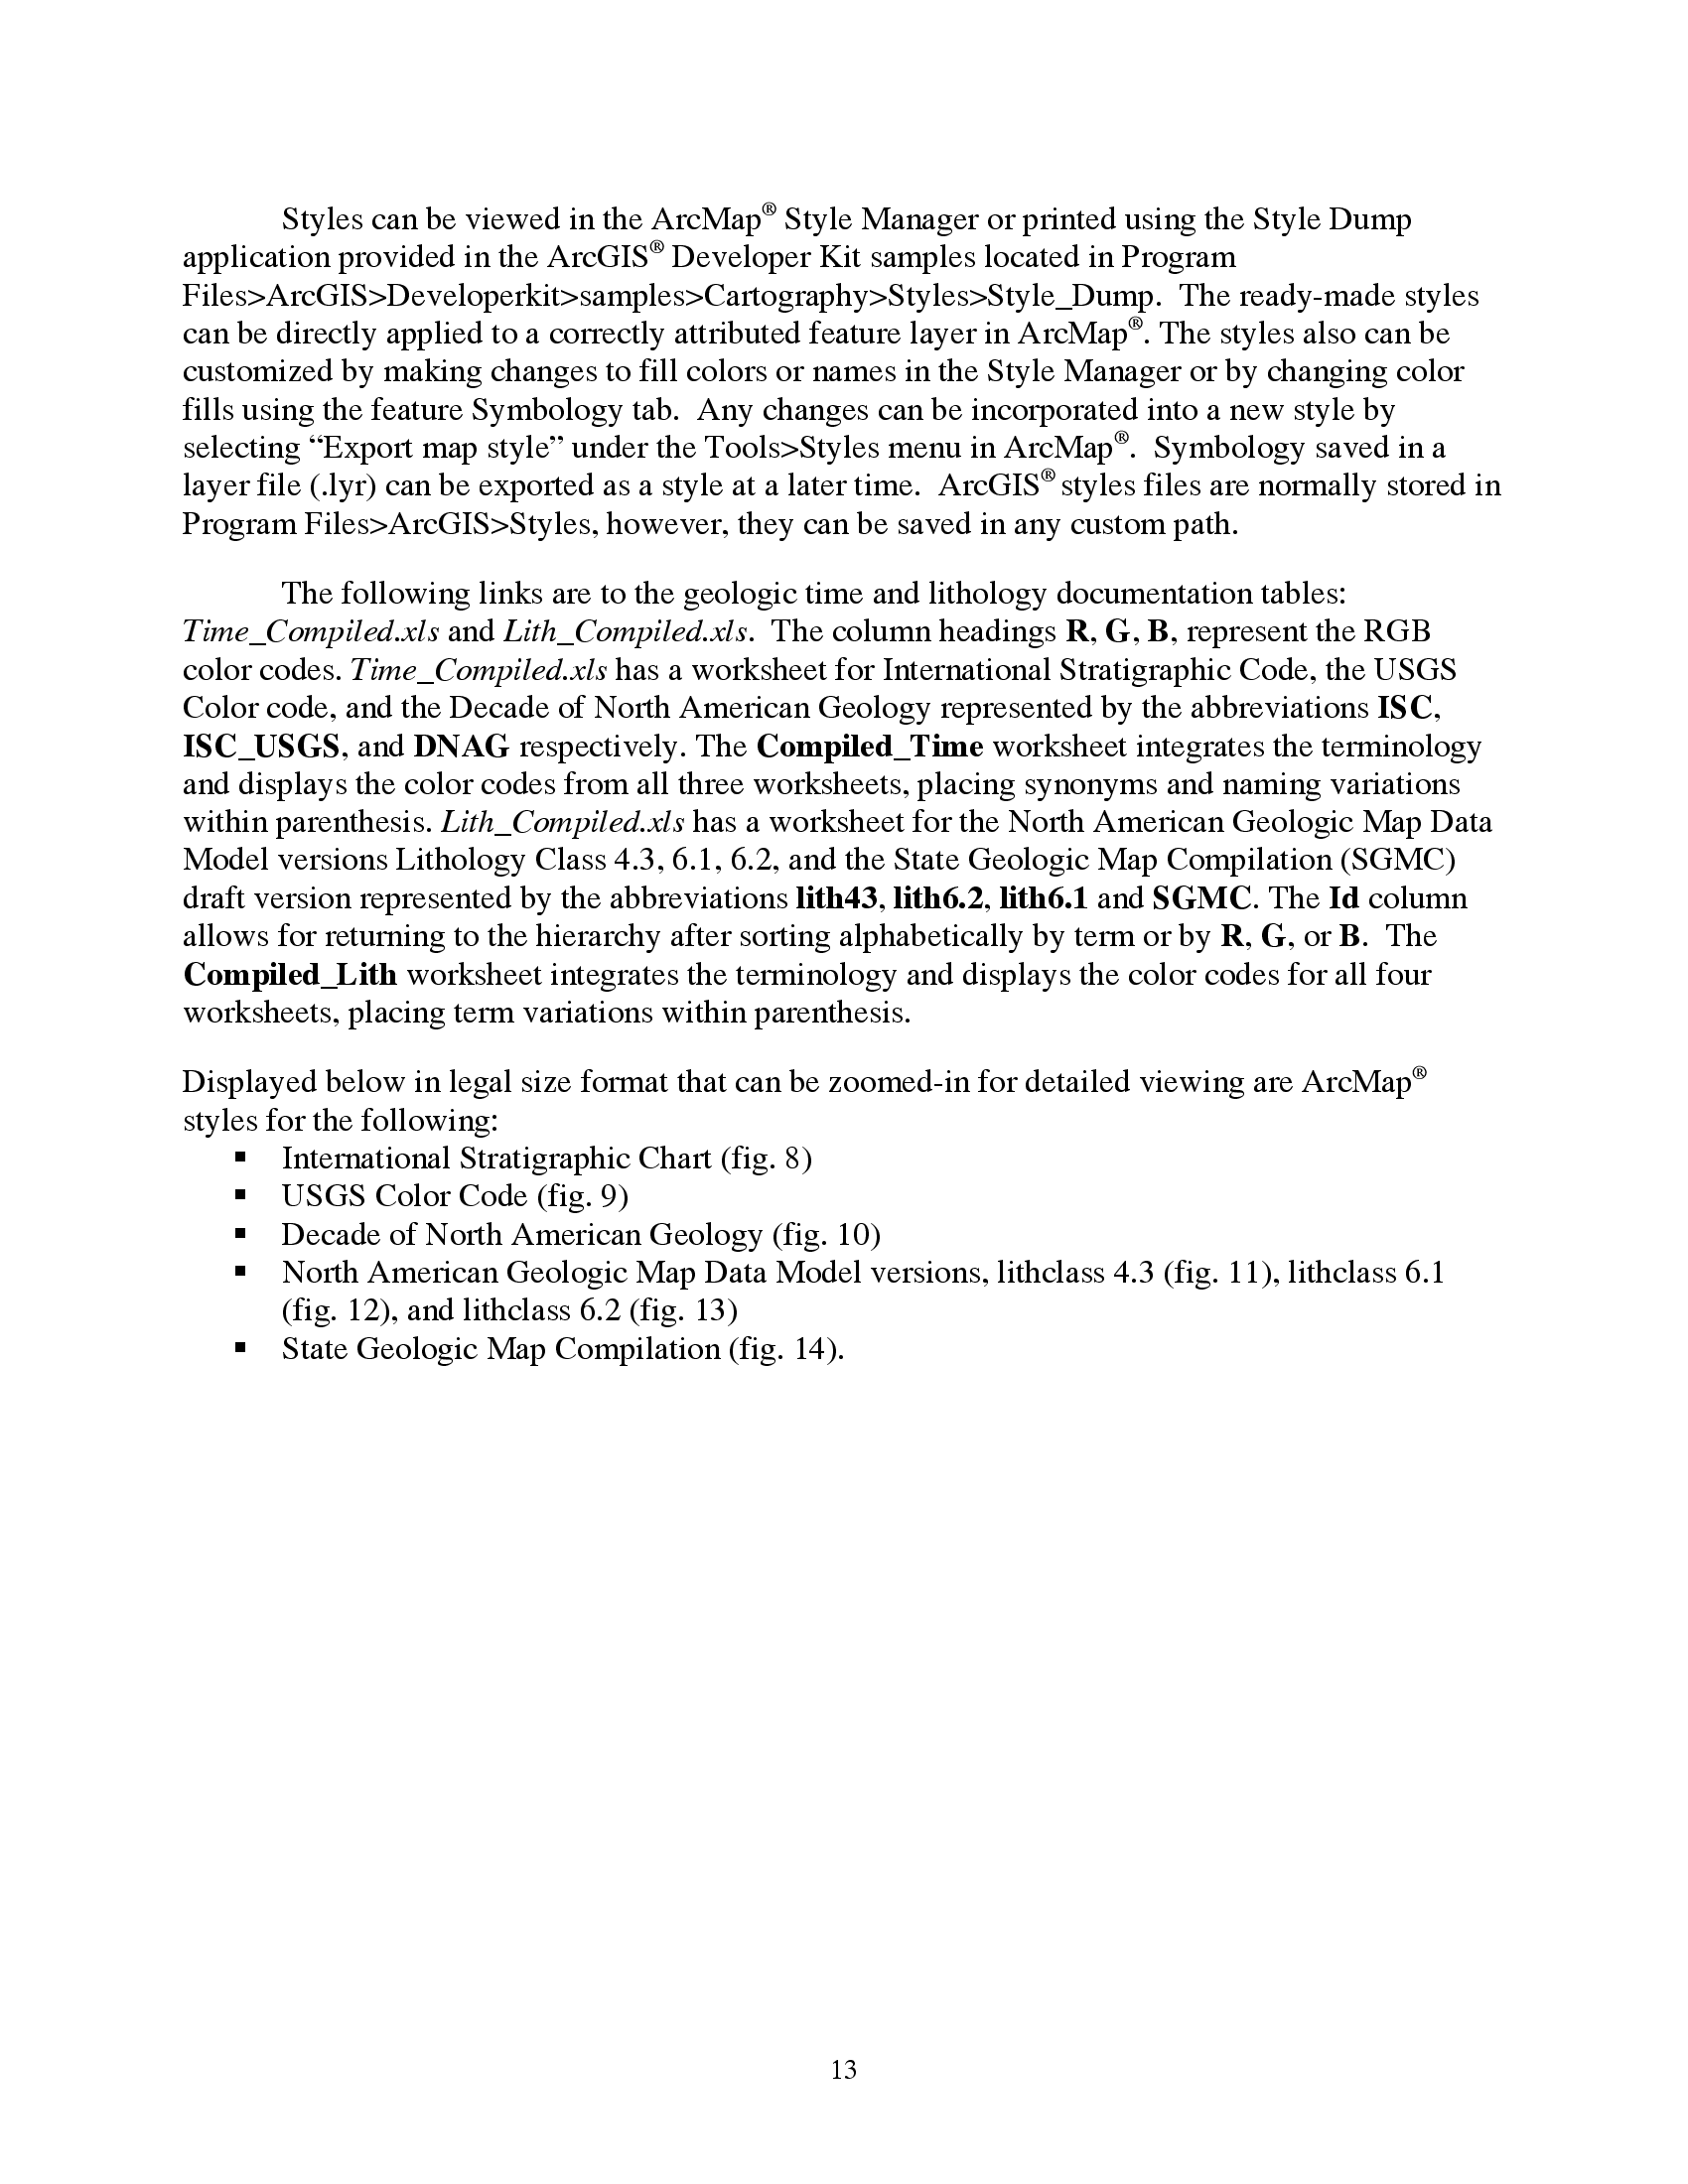 Styles can be viewed in the ArcMap® Style Manager or printed using the Style Dump
application provided in the ArcGIS® Developer Kit samples located in Program
Files>ArcGIS>Developerkit>samples>Cartography>Styles>Style_Dump.  The ready-made styles
can be directly applied to a correctly attributed feature layer in ArcMap®. The styles also can be
customized by making changes to fill colors or names in the Style Manager or by changing color
fills using the feature Symbology tab.  Any changes can be incorporated into a new style by
selecting “Export map style” under the Tools>Styles menu in ArcMap®.  Symbology saved in a
layer file (.lyr) can be exported as a style at a later time.  ArcGIS® styles files are normally stored in
Program Files>ArcGIS>Styles, however, they can be saved in any custom path.
The following links are to the geologic time and lithology documentation tables:
Time_Compiled.xls and Lith_Compiled.xls.  The column headings R, G, B, represent the RGB
color codes. Time_Compiled.xls has a worksheet for International Stratigraphic Code, the USGS
Color code, and the Decade of North American Geology represented by the abbreviations ISC,
ISC_USGS, and DNAG respectively. The Compiled_Time worksheet integrates the terminology
and displays the color codes from all three worksheets, placing synonyms and naming variations
within parenthesis. Lith_Compiled.xls has a worksheet for the North American Geologic Map Data
Model versions Lithology Class 4.3, 6.1, 6.2, and the State Geologic Map Compilation (SGMC)
draft version represented by the abbreviations lith43, lith6.2, lith6.1 and SGMC. The Id column
allows for returning to the hierarchy after sorting alphabetically by term or by R, G, or B.  The
Compiled_Lith worksheet integrates the terminology and displays the color codes for all four
worksheets, placing term variations within parenthesis.
Displayed below in legal size format that can be zoomed-in for detailed viewing are ArcMap®
styles for the following:
▪ International Stratigraphic Chart (fig. 8)
▪ USGS Color Code (fig. 9)
▪ Decade of North American Geology (fig. 10)
▪ North American Geologic Map Data Model versions, lithclass 4.3 (fig. 11), lithclass 6.1
(fig. 12), and lithclass 6.2 (fig. 13)
▪ State Geologic Map Compilation (fig. 14).
13